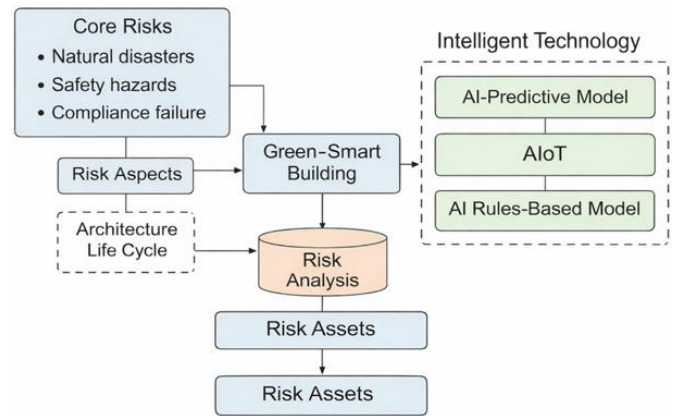 Core Risks
• Natural disasters
• Safety hazards
• Compliance failure
Intelligent Technology
AI-Predictive Model
Green-Smart
Building
AIoT
Risk Aspects
AI Rules-Based Model
Architecture
Life Cycle
Risk
Analysis
Risk Assets
Risk Assets